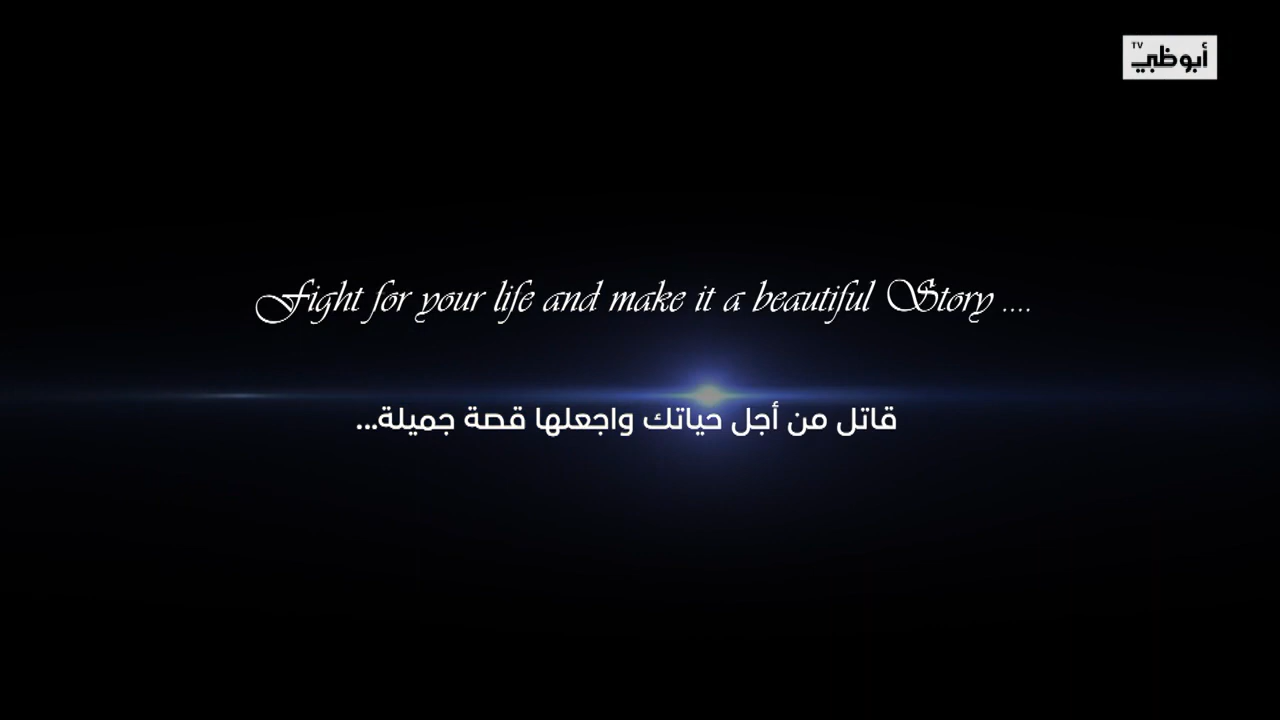 أبوظبي TV
Fight for your life and make it a beautiful Story ....
قاتل من أجل حياتك واجعلها قصة جميلة...